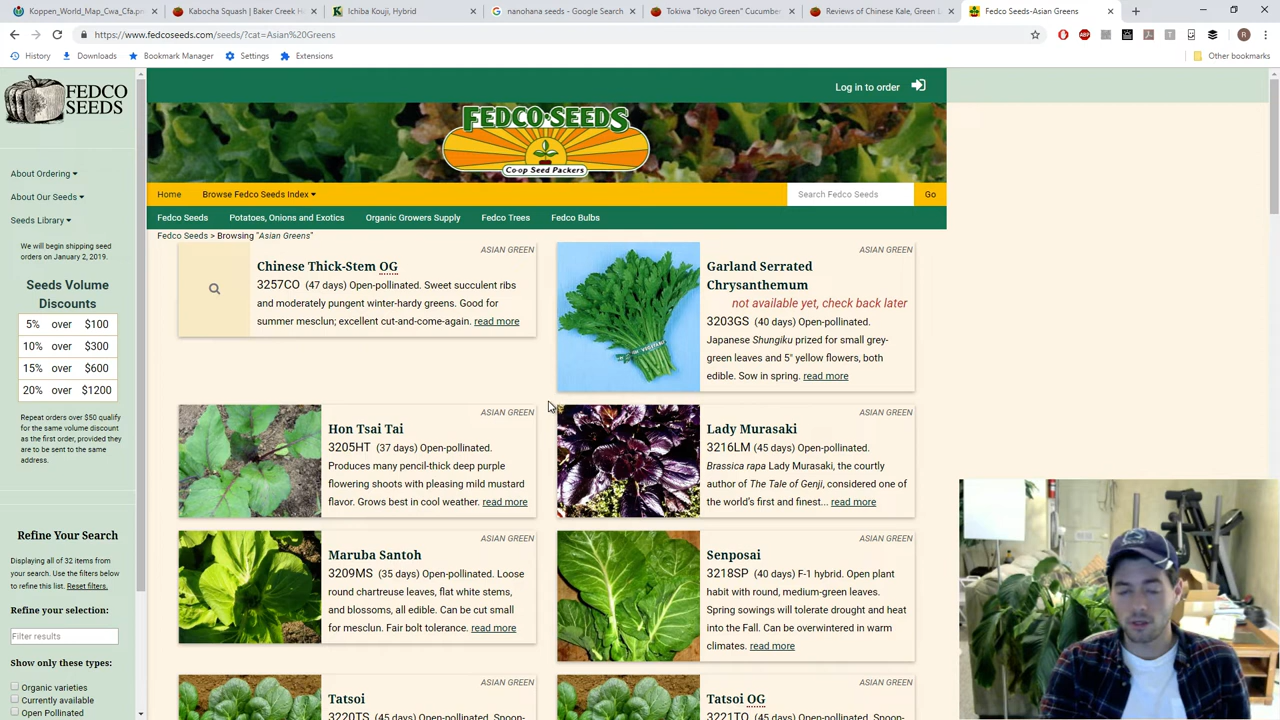 Koppen_World_Map_Cwa_Cfa.pn
Kabocha Squash | Baker Creek H
Ichiba Kouji, Hybrid
nanohana seeds - Google Search
Tokiwa "Tokyo Green" Cucumber
Reviews of Chinese Kale, Green L
Fedco Seeds-Asian Greens
https://www.fedcoseeds.com/seeds/?cat=Asian%20Greens
R
History
Downloads
Bookmark Manager
Settings
Extensions
Other bookmarks
FEDCO
SEEDS
About Ordering
About Our Seeds
Seeds Library
We will begin shipping seed
orders on January 2, 2019.
Seeds Volume
Discounts
5% over $100
10% over $300
15% over $600
20% over $1200
Repeat orders over $50 qualify
for the same volume discount
as the first order, provided they
are to be sent to the same
address.
Refine Your Search
Displaying all of 32 items from
your search. Use the filters below
to refine this list. Reset filters.
Refine your selection:
Filter results
Show only these types:
Organic varieties
Currently available
Open Pollinated
Log in to order
FEDCO SEEDS
Co-op Seed Packers
Home
Browse Fedco Seeds Index
Search Fedco Seeds
Go
Fedco Seeds
Potatoes, Onions and Exotics
Organic Growers Supply
Fedco Trees
Fedco Bulbs
Fedco Seeds > Browsing "Asian Greens"
ASIAN GREEN
Chinese Thick-Stem OG
3257CO (47 days) Open-pollinated. Sweet succulent ribs
and moderately pungent winter-hardy greens. Good for
summer mesclun; excellent cut-and-come-again. read more
ASIAN GREEN
Garland Serrated
Chrysanthemum
not available yet, check back later
3203GS (40 days) Open-pollinated.
Japanese Shungiku prized for small grey-
green leaves and 5" yellow flowers, both
edible. Sow in spring. read more
ASIAN GREEN
Hon Tsai Tai
3205HT (37 days) Open-pollinated.
Produces many pencil-thick deep purple
flowering shoots with pleasing mild mustard
flavor. Grows best in cool weather. read more
ASIAN GREEN
Lady Murasaki
3216LM (45 days) Open-pollinated.
Brassica rapa Lady Murasaki, the courtly
author of The Tale of Genji, considered one of
the world's first and finest... read more
ASIAN GREEN
Maruba Santoh
3209MS (35 days) Open-pollinated. Loose
round chartreuse leaves, flat white stems,
and blossoms, all edible. Can be cut small
for mesclun. Fair bolt tolerance. read more
ASIAN GREEN
Senposai
3218SP (40 days) F-1 hybrid. Open plant
habit with round, medium-green leaves.
Spring sowings will tolerate drought and heat
into the Fall. Can be overwintered in warm
climates. read more
ASIAN GREEN
Tatsoi
3220TS (45 days) Open-pollinated. Spoon-
ASIAN GREEN
Tatsoi OG
3221TO (45 days) Open-pollinated. Spoon-